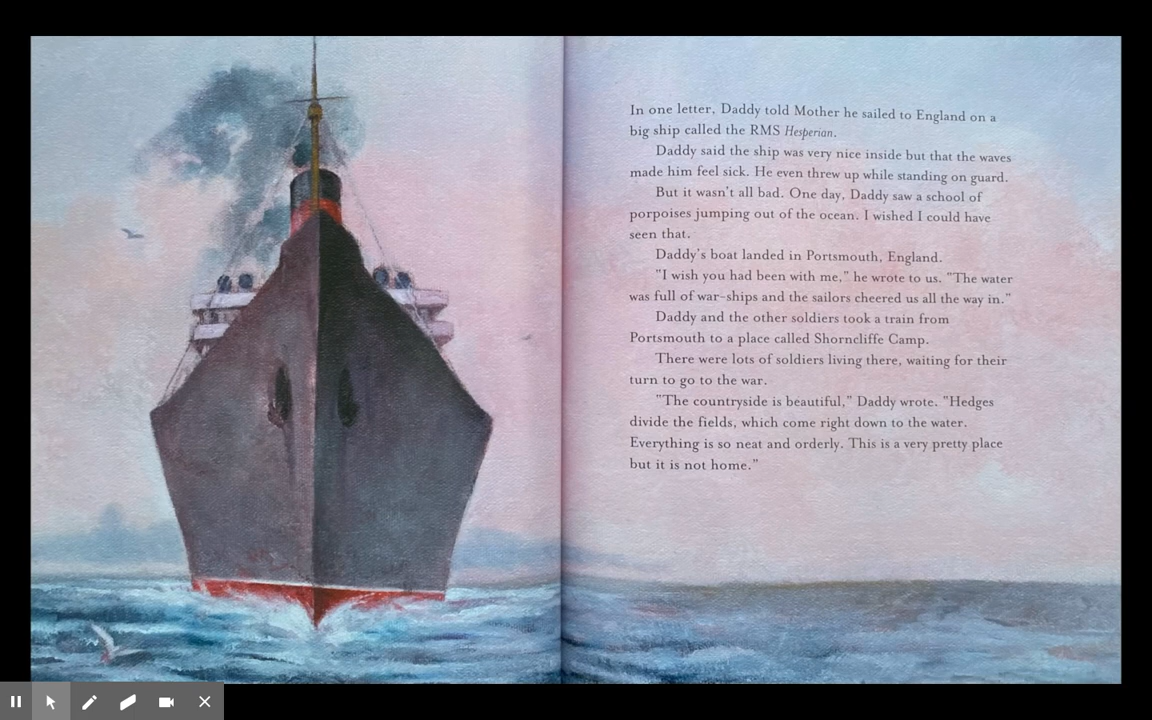 In one letter, Daddy told Mother he sailed to England on a
big ship called the RMS Hesperian.
Daddy said the ship was very nice inside but that the waves
made him feel sick. He even threw up while standing on guard.
But it wasn't all bad. One day, Daddy saw a school of
porpoises jumping out of the ocean. I wished I could have
seen that.
Daddy's boat landed in Portsmouth, England.
"I wish you had been with me," he wrote to us. "The water
was full of war-ships and the sailors cheered us all the way in."
Daddy and the other soldiers took a train from
Portsmouth to a place called Shorncliffe Camp.
There were lots of soldiers living there, waiting for their
turn to go to the war.
"The countryside is beautiful," Daddy wrote. "Hedges
divide the fields, which come right down to the water.
Everything is so neat and orderly. This is a very pretty place
but it is not home."